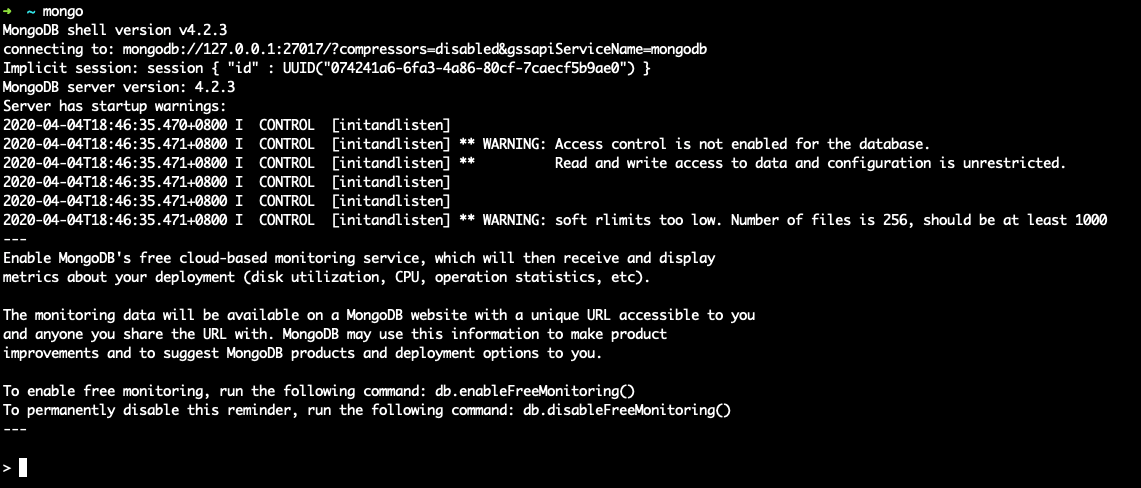 ➜  ~ mongo
MongoDB shell version v4.2.3
connecting to: mongodb://127.0.0.1:27017/?compressors=disabled&gssapiServiceName=mongodb
Implicit session: session { "id" : UUID("074241a6-6fa3-4a86-80cf-7caecf5b9ae0") }
MongoDB server version: 4.2.3
Server has startup warnings:
2020-04-04T18:46:35.470+0800 I  CONTROL  [initandlisten]
2020-04-04T18:46:35.471+0800 I  CONTROL  [initandlisten] ** WARNING: Access control is not enabled for the database.
2020-04-04T18:46:35.471+0800 I  CONTROL  [initandlisten] **          Read and write access to data and configuration is unrestricted.
2020-04-04T18:46:35.471+0800 I  CONTROL  [initandlisten]
2020-04-04T18:46:35.471+0800 I  CONTROL  [initandlisten]
2020-04-04T18:46:35.471+0800 I  CONTROL  [initandlisten] ** WARNING: soft rlimits too low. Number of files is 256, should be at least 1000
---
Enable MongoDB's free cloud-based monitoring service, which will then receive and display
metrics about your deployment (disk utilization, CPU, operation statistics, etc).

The monitoring data will be available on a MongoDB website with a unique URL accessible to you
and anyone you share the URL with. MongoDB may use this information to make product
improvements and to suggest MongoDB products and deployment options to you.

To enable free monitoring, run the following command: db.enableFreeMonitoring()
To permanently disable this reminder, run the following command: db.disableFreeMonitoring()
---

>